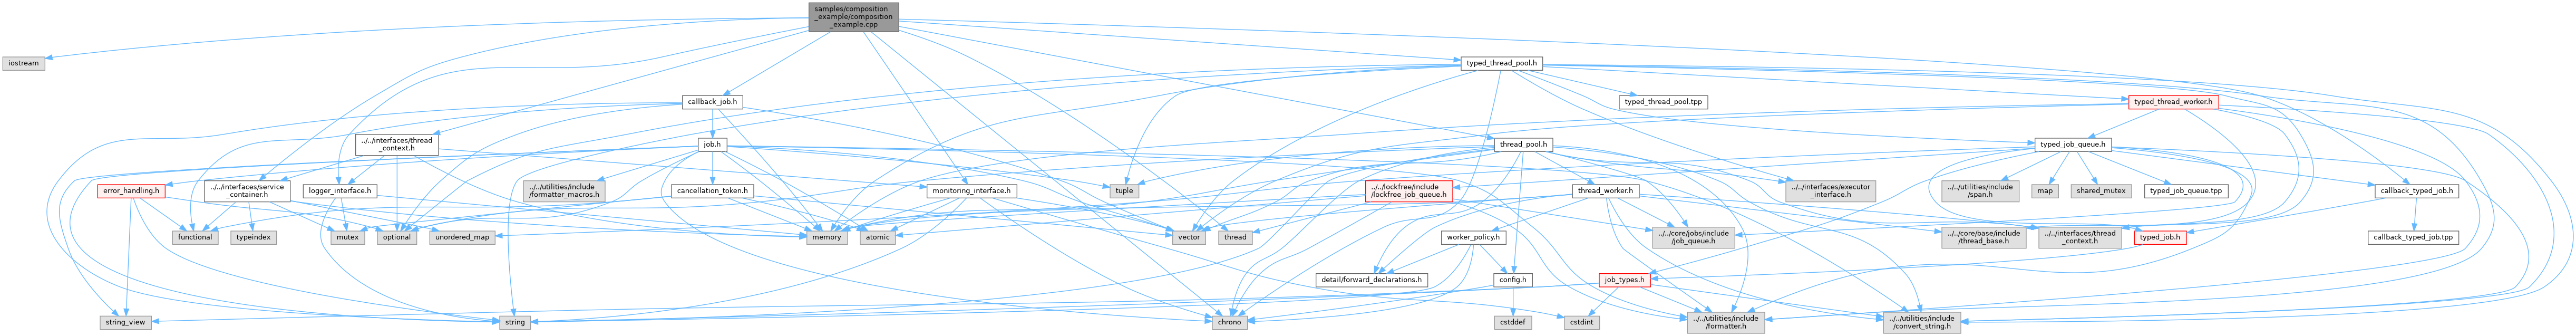 samples/composition
_example/composition
_example.cpp
iostream
typed_thread_pool.h
callback_job.h
typed_thread_pool.tpp
typed_thread_worker.h
../../interfaces/thread
_context.h
job.h
thread_pool.h
typed_job_queue.h
error_handling.h
../../interfaces/service
_container.h
logger_interface.h
../../utilities/include
/formatter_macros.h
cancellation_token.h
monitoring_interface.h
tuple
../../lockfree/include
/lockfree_job_queue.h
thread_worker.h
../../interfaces/executor
_interface.h
../../utilities/include
/span.h
map
shared_mutex
typed_job_queue.tpp
callback_typed_job.h
functional
typeindex
mutex
optional
unordered_map
memory
atomic
vector
thread
../../core/jobs/include
/job_queue.h
worker_policy.h
../../core/base/include
/thread_base.h
../../interfaces/thread
_context.h
typed_job.h
callback_typed_job.tpp
detail/forward_declarations.h
config.h
job_types.h
string_view
string
chrono
cstddef
cstdint
../../utilities/include
/formatter.h
../../utilities/include
/convert_string.h